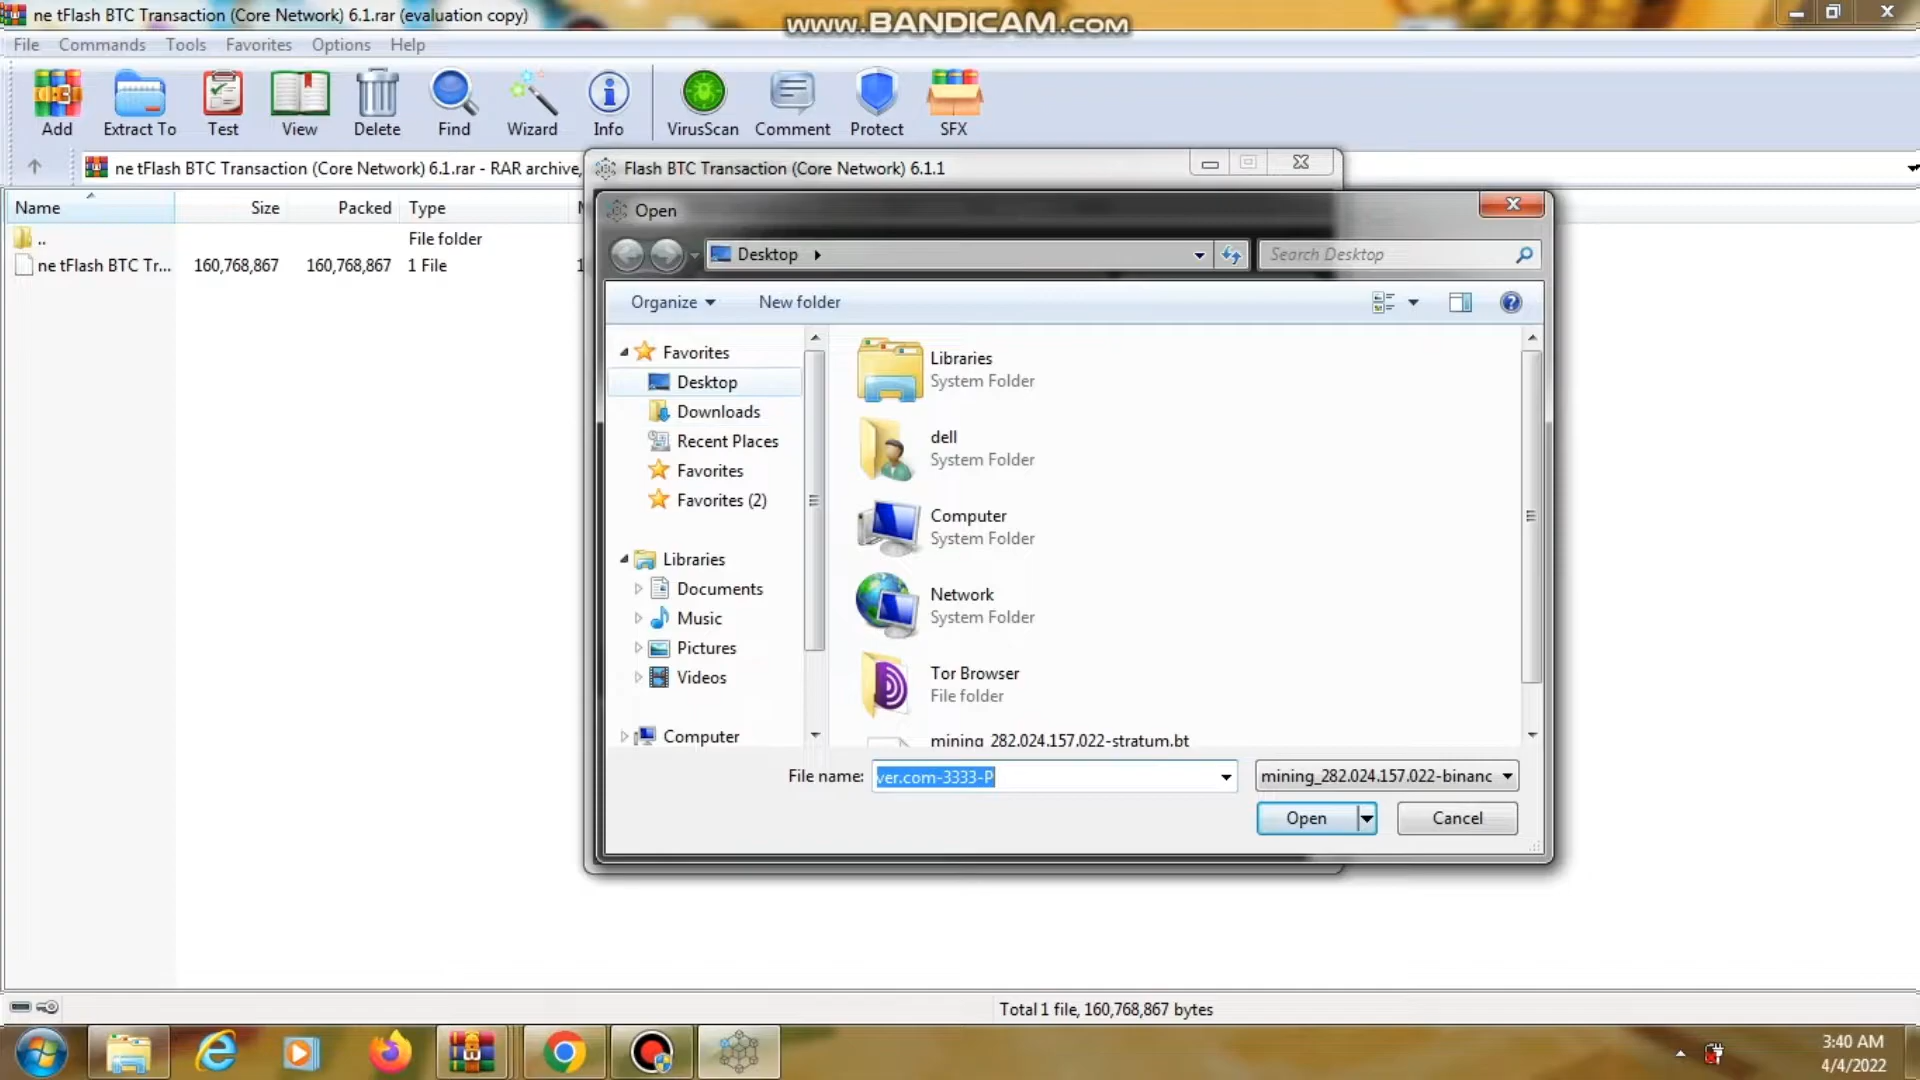 ne tFlash BTC Transaction (Core Network) 6.1.rar (evaluation copy)
www.BANDICAM.com
File Commands Tools Favorites Options Help
Add Extract To Test View Delete Find Wizard Info VirusScan Comment Protect SFX
ne tFlash BTC Transaction (Core Network) 6.1.rar - RAR archive,
Flash BTC Transaction (Core Network) 6.1.1
Name Size Packed Type
..
File folder
ne tFlash BTC Tr... 160,768,867 160,768,867 1 File 1
Open
Desktop
Search Desktop
Organize
New folder
Favorites
Desktop
Downloads
Recent Places
Favorites
Favorites (2)
Libraries
Documents
Music
Pictures
Videos
Computer
Libraries
System Folder
dell
System Folder
Computer
System Folder
Network
System Folder
Tor Browser
File folder
mining_282.024.157.022-stratum.bt
File name: ver.com-3333-P
mining_282.024.157.022-binanc
Open Cancel
Total 1 file, 160,768,867 bytes
3:40 AM
4/4/2022